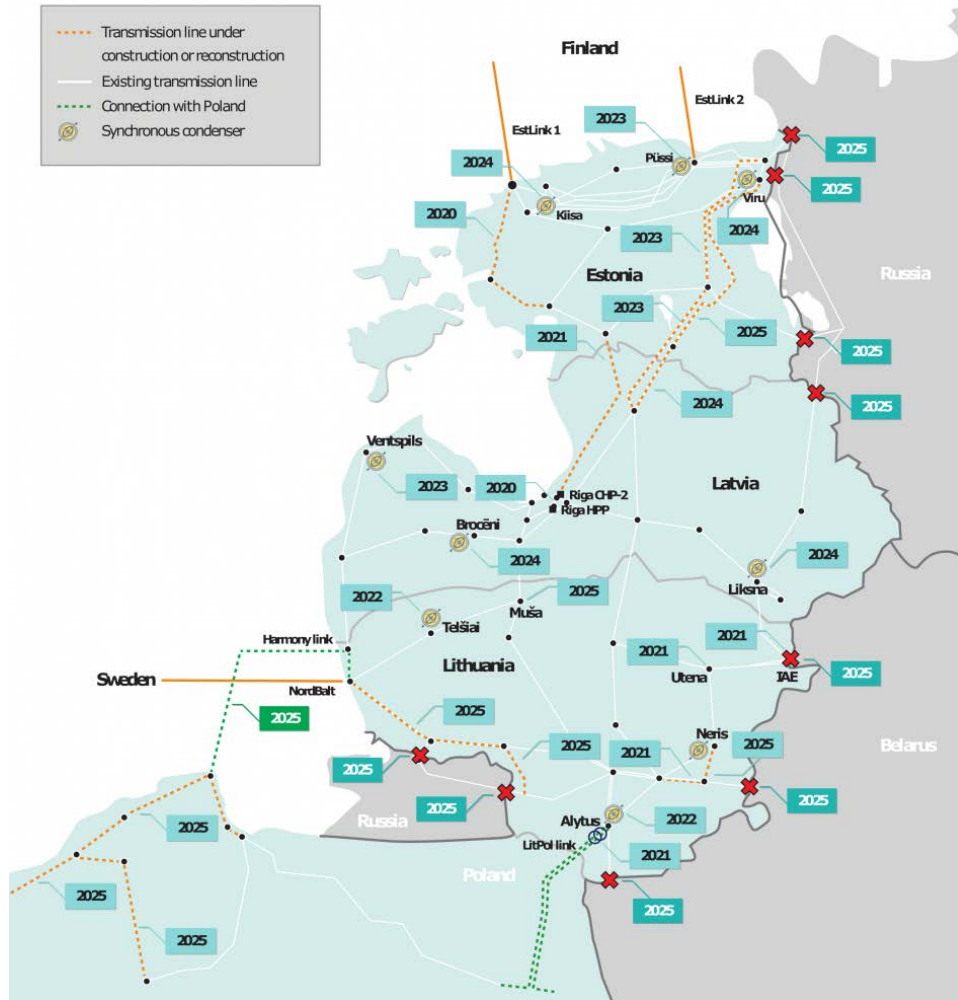 Transmission line under
construction or reconstruction
Existing transmission line
Connection with Poland
Synchronous condenser
Finland
EstLink 1
EstLink 2
2023
2025
2024
Püssi
2025
Kiisa
Viru
2020
2023
2024
Russia
Estonia
2023
2021
2025
2025
2024
2025
Ventspils
2023
2020
Riga CHP-2
Riga HPP
Latvia
Brocēni
2024
2024
Liksna
2022
Muša
2025
Telšiai
Harmony link
Lithuania
2021
2021
Utena
IAE
2025
Sweden
NordBalt
2025
2025
Neris
2025
2021
2025
Belarus
2025
2025
2025
Russia
2025
Alytus
2022
LitPol link
2021
Poland
2025
2025
2025